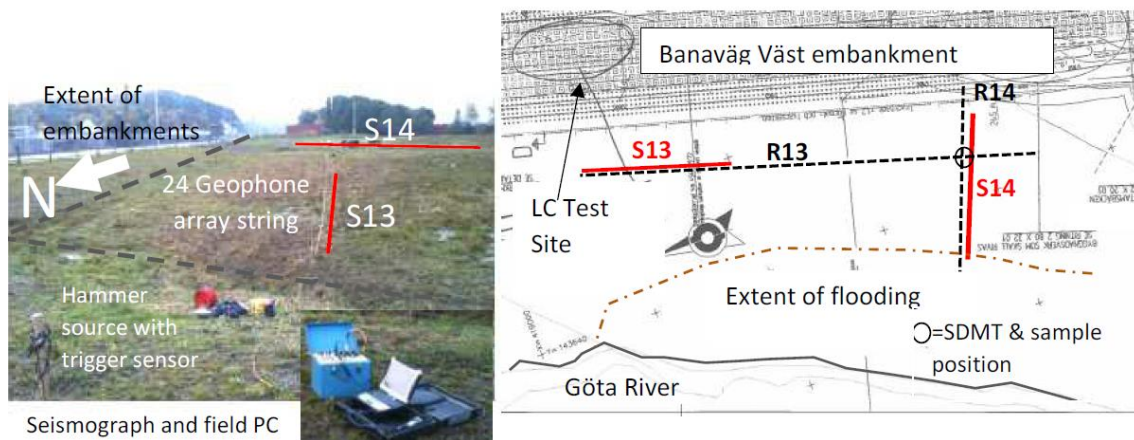 Extent of
embankments
S14
N
24 Geophone
array string
S13
Hammer
source with
trigger sensor
Seismograph and field PC
Banaväg Väst embankment
R14
S13
R13
S14
LC Test
Site
Extent of flooding
=SDMT & sample
position
Göta River